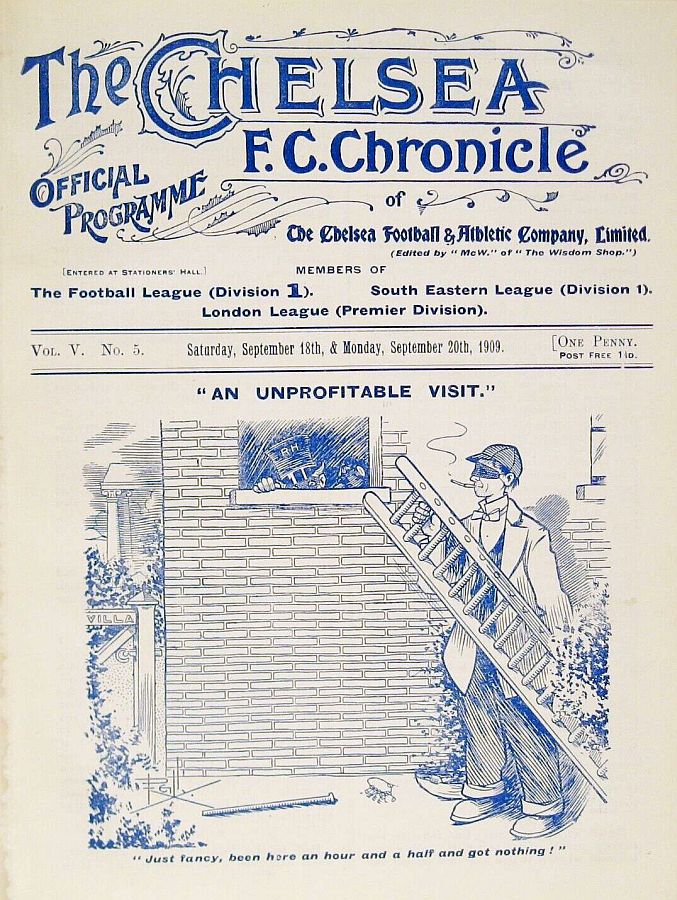 The CHELSEA
F.C. Chronicle
OFFICIAL
PROGRAMME
of
The Chelsea Football & Athletic Company, Limited.
(Edited by "McW." of "The Wisdom Shop.")
[ENTERED AT STATIONERS' HALL.]
MEMBERS OF
The Football League (Division 1).
South Eastern League (Division 1).
London League (Premier Division).
VOL. V. No. 5.
Saturday, September 18th, & Monday, September 20th, 1909.
[ONE PENNY.
POST FREE 1½D.
"AN UNPROFITABLE VISIT."
VILLA
"Just fancy, been here an hour and a half and got nothing!"